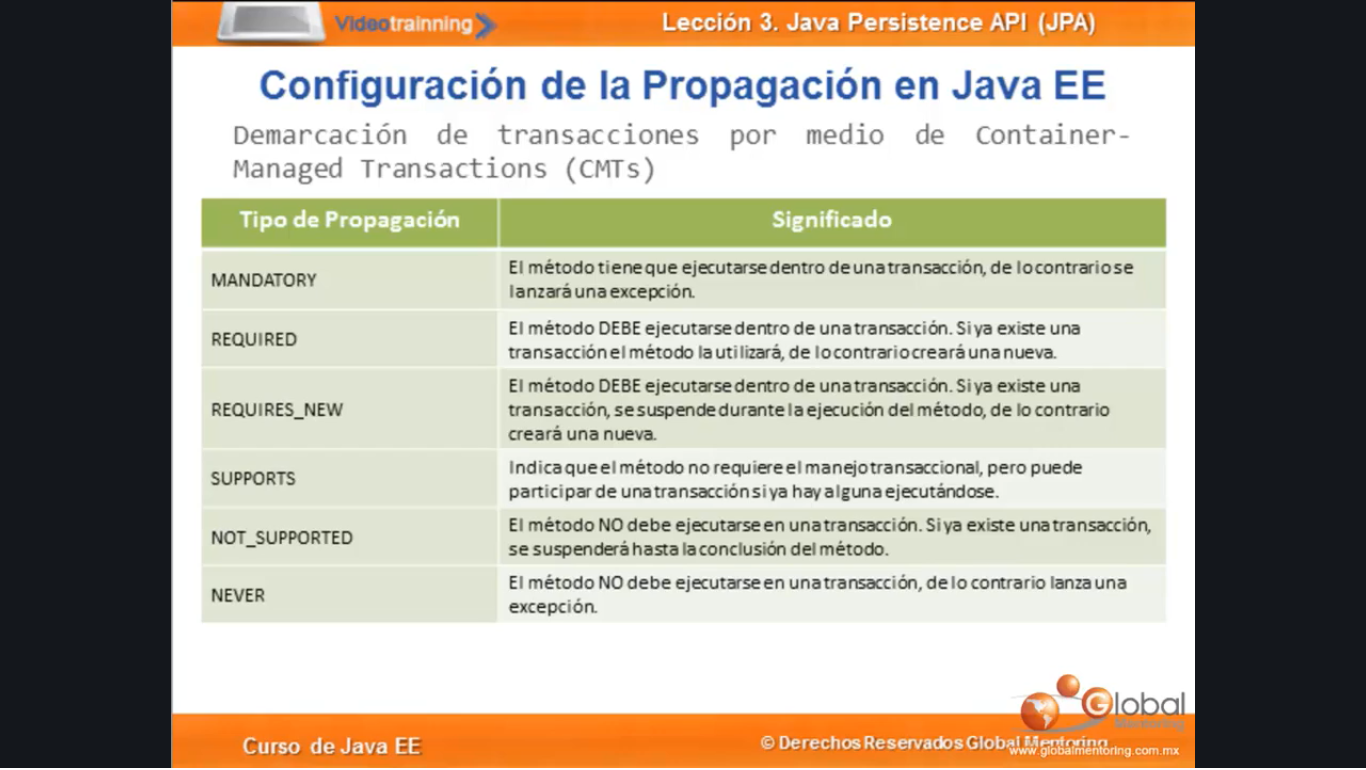 Videotrainning
Lección 3. Java Persistence API (JPA)
Configuración de la Propagación en Java EE
Demarcación de transacciones por medio de Container-
Managed Transactions (CMTs)
Tipo de Propagación
Significado
MANDATORY
El método tiene que ejecutarse dentro de una transacción, de lo contrario se
lanzará una excepción.
REQUIRED
El método DEBE ejecutarse dentro de una transacción. Si ya existe una
transacción el método la utilizará, de lo contrario creará una nueva.
REQUIRES_NEW
El método DEBE ejecutarse dentro de una transacción. Si ya existe una
transacción, se suspende durante la ejecución del método, de lo contrario
creará una nueva.
SUPPORTS
Indica que el método no requiere el manejo transaccional, pero puede
participar de una transacción si ya hay alguna ejecutándose.
NOT_SUPPORTED
El método NO debe ejecutarse en una transacción. Si ya existe una transacción,
se suspenderá hasta la conclusión del método.
NEVER
El método NO debe ejecutarse en una transacción, de lo contrario lanza una
excepción.
Global
Mentoring
Curso de Java EE
© Derechos Reservados Global Mentoring
www.globalmentoring.com.mx